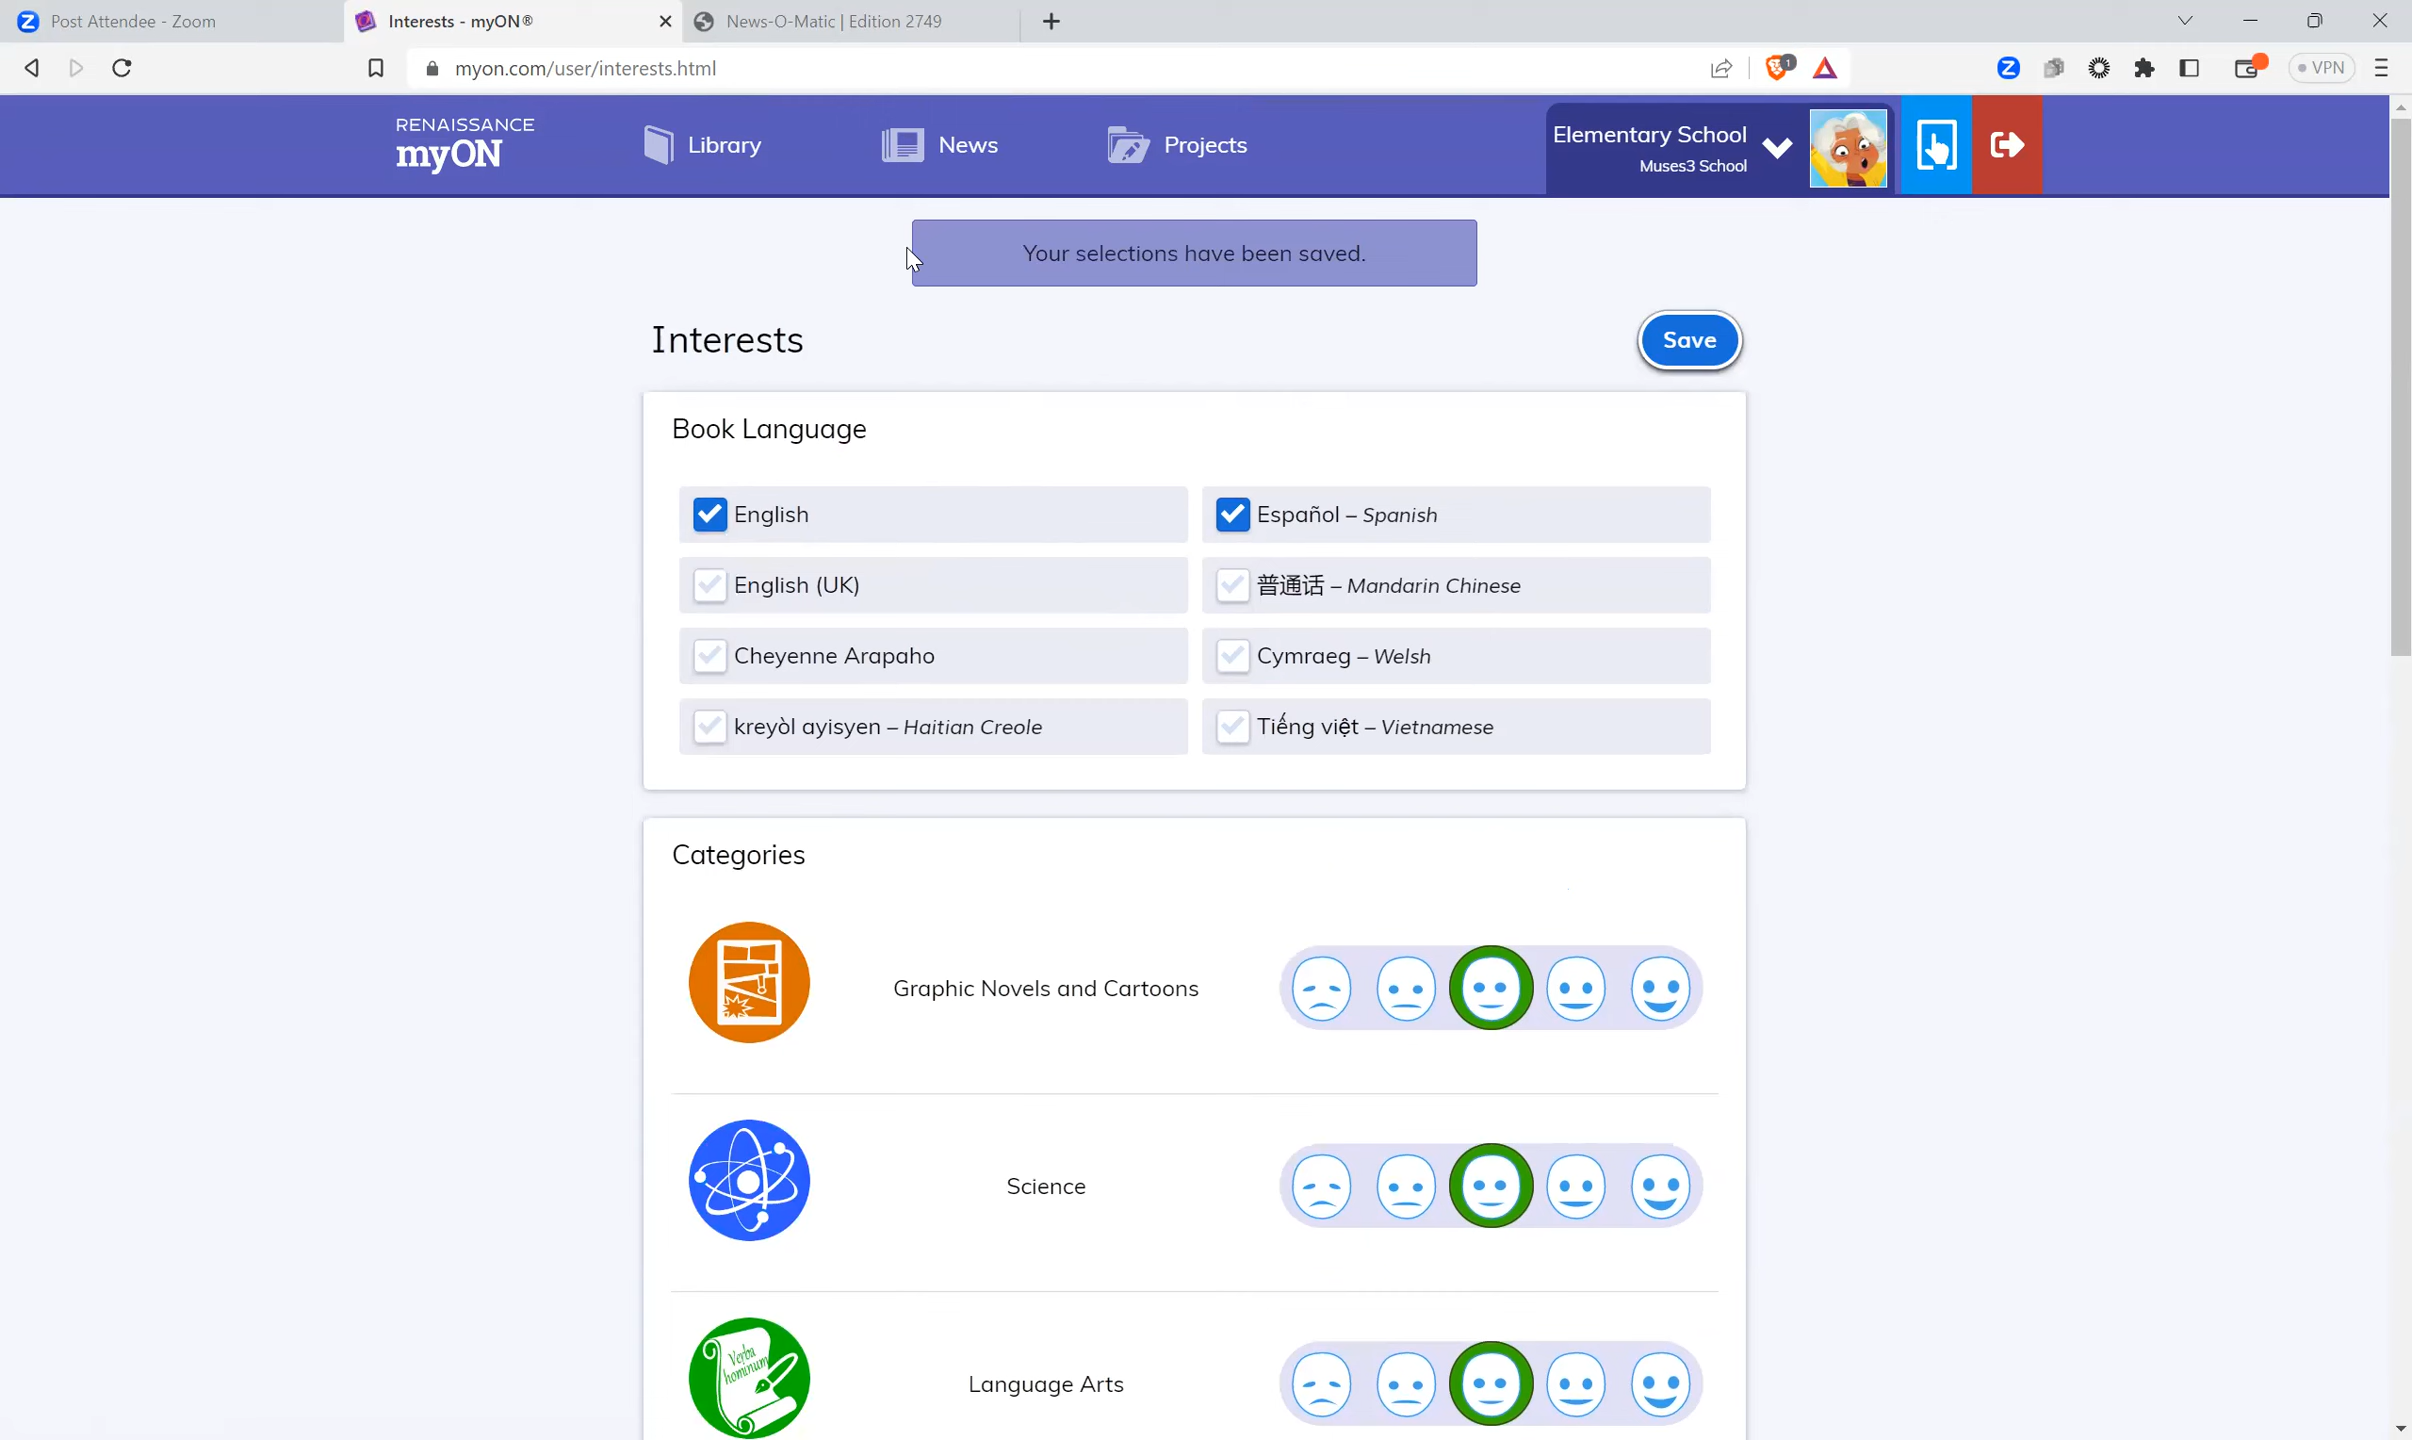 Post Attendee - Zoom
Interests - myON®
News-O-Matic | Edition 2749
myon.com/user/interests.html
1
VPN
RENAISSANCE
myON
Library
News
Projects
Elementary School
Muses3 School
Your selections have been saved.
Interests
Save
Book Language
English
Español – Spanish
English (UK)
普通话 – Mandarin Chinese
Cheyenne Arapaho
Cymraeg – Welsh
kreyòl ayisyen – Haitian Creole
Tiếng việt – Vietnamese
Categories
Graphic Novels and Cartoons
Science
Verba
hominum
Language Arts